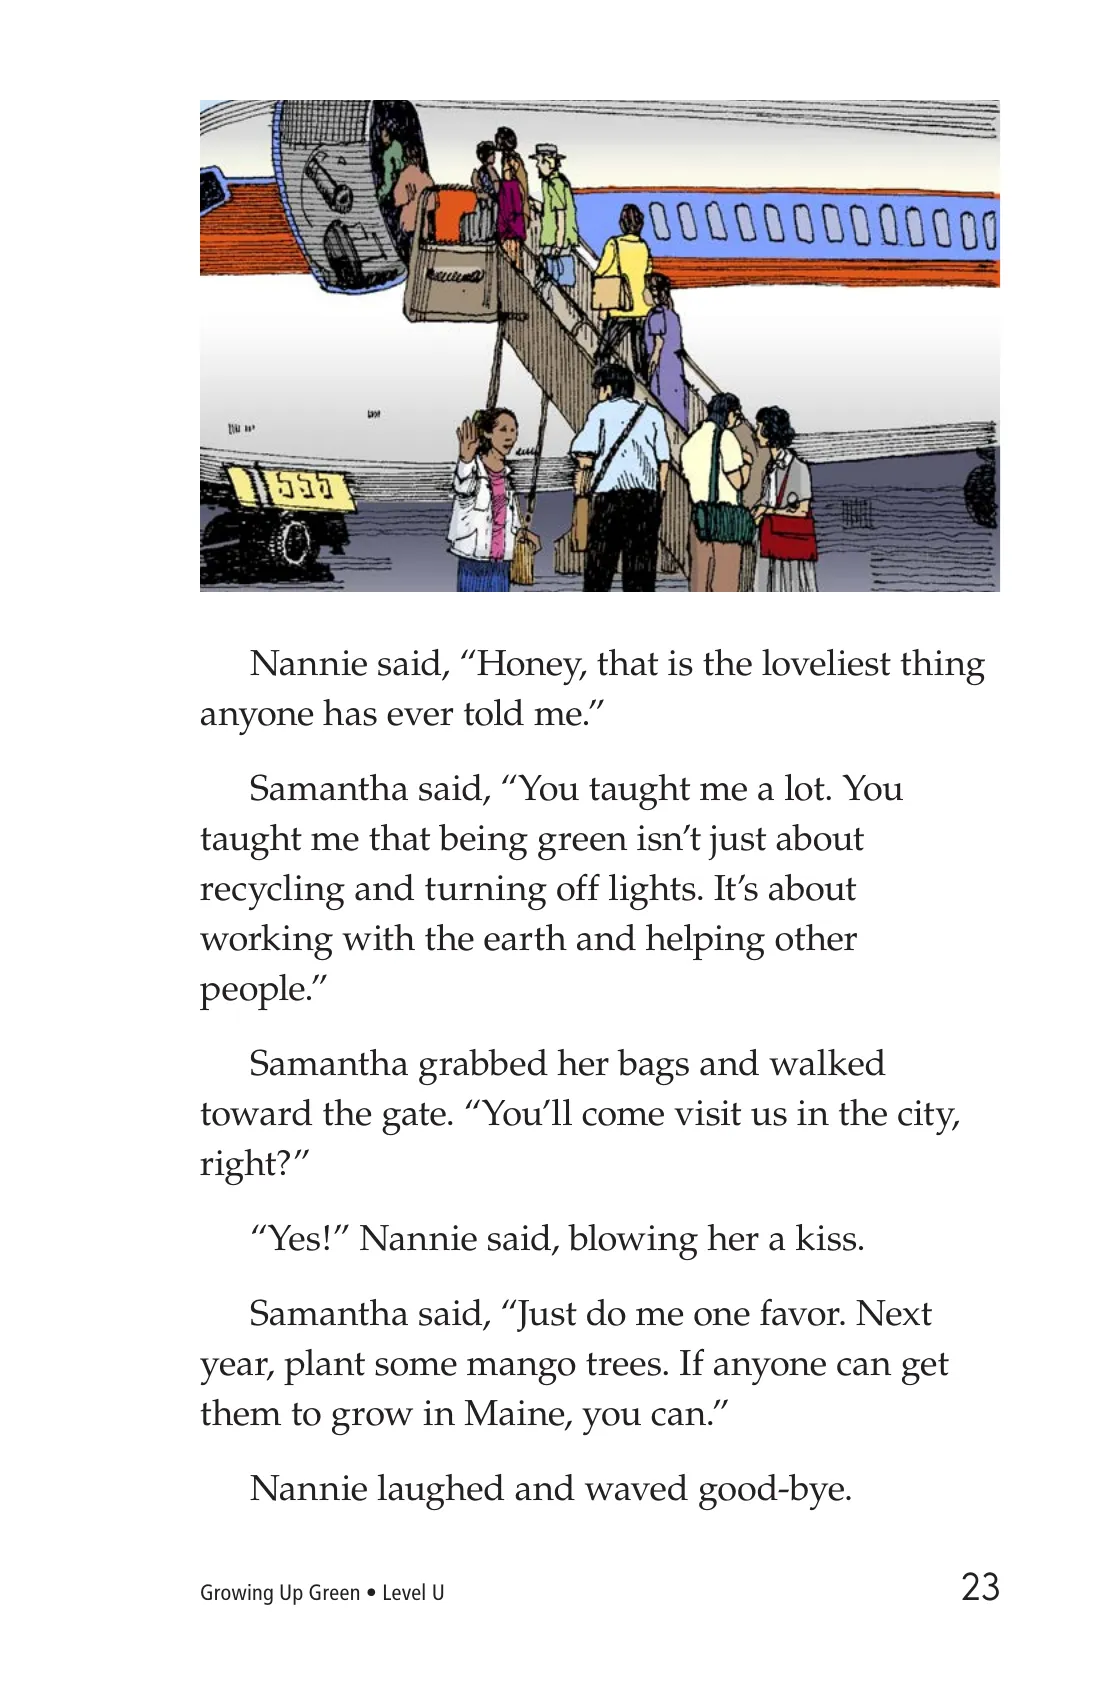 Nannie said, “Honey, that is the loveliest thing
anyone has ever told me.”
Samantha said, “You taught me a lot. You
taught me that being green isn’t just about
recycling and turning off lights. It’s about
working with the earth and helping other
people.”
Samantha grabbed her bags and walked
toward the gate. “You’ll come visit us in the city,
right?”
“Yes!” Nannie said, blowing her a kiss.
Samantha said, “Just do me one favor. Next
year, plant some mango trees. If anyone can get
them to grow in Maine, you can.”
Nannie laughed and waved good-bye.
Growing Up Green • Level U
23